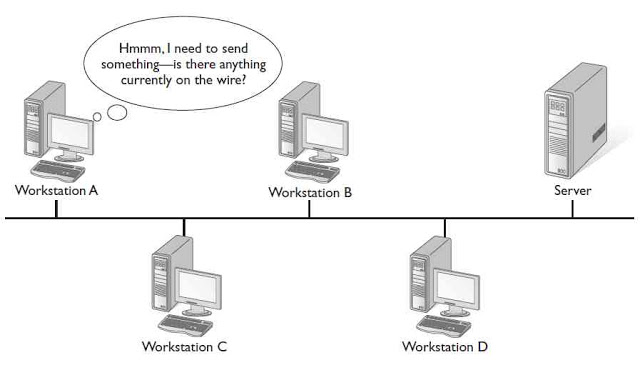 Hmmm, I need to send
something—is there anything
currently on the wire?
Workstation A
Workstation B
Server
Workstation C
Workstation D